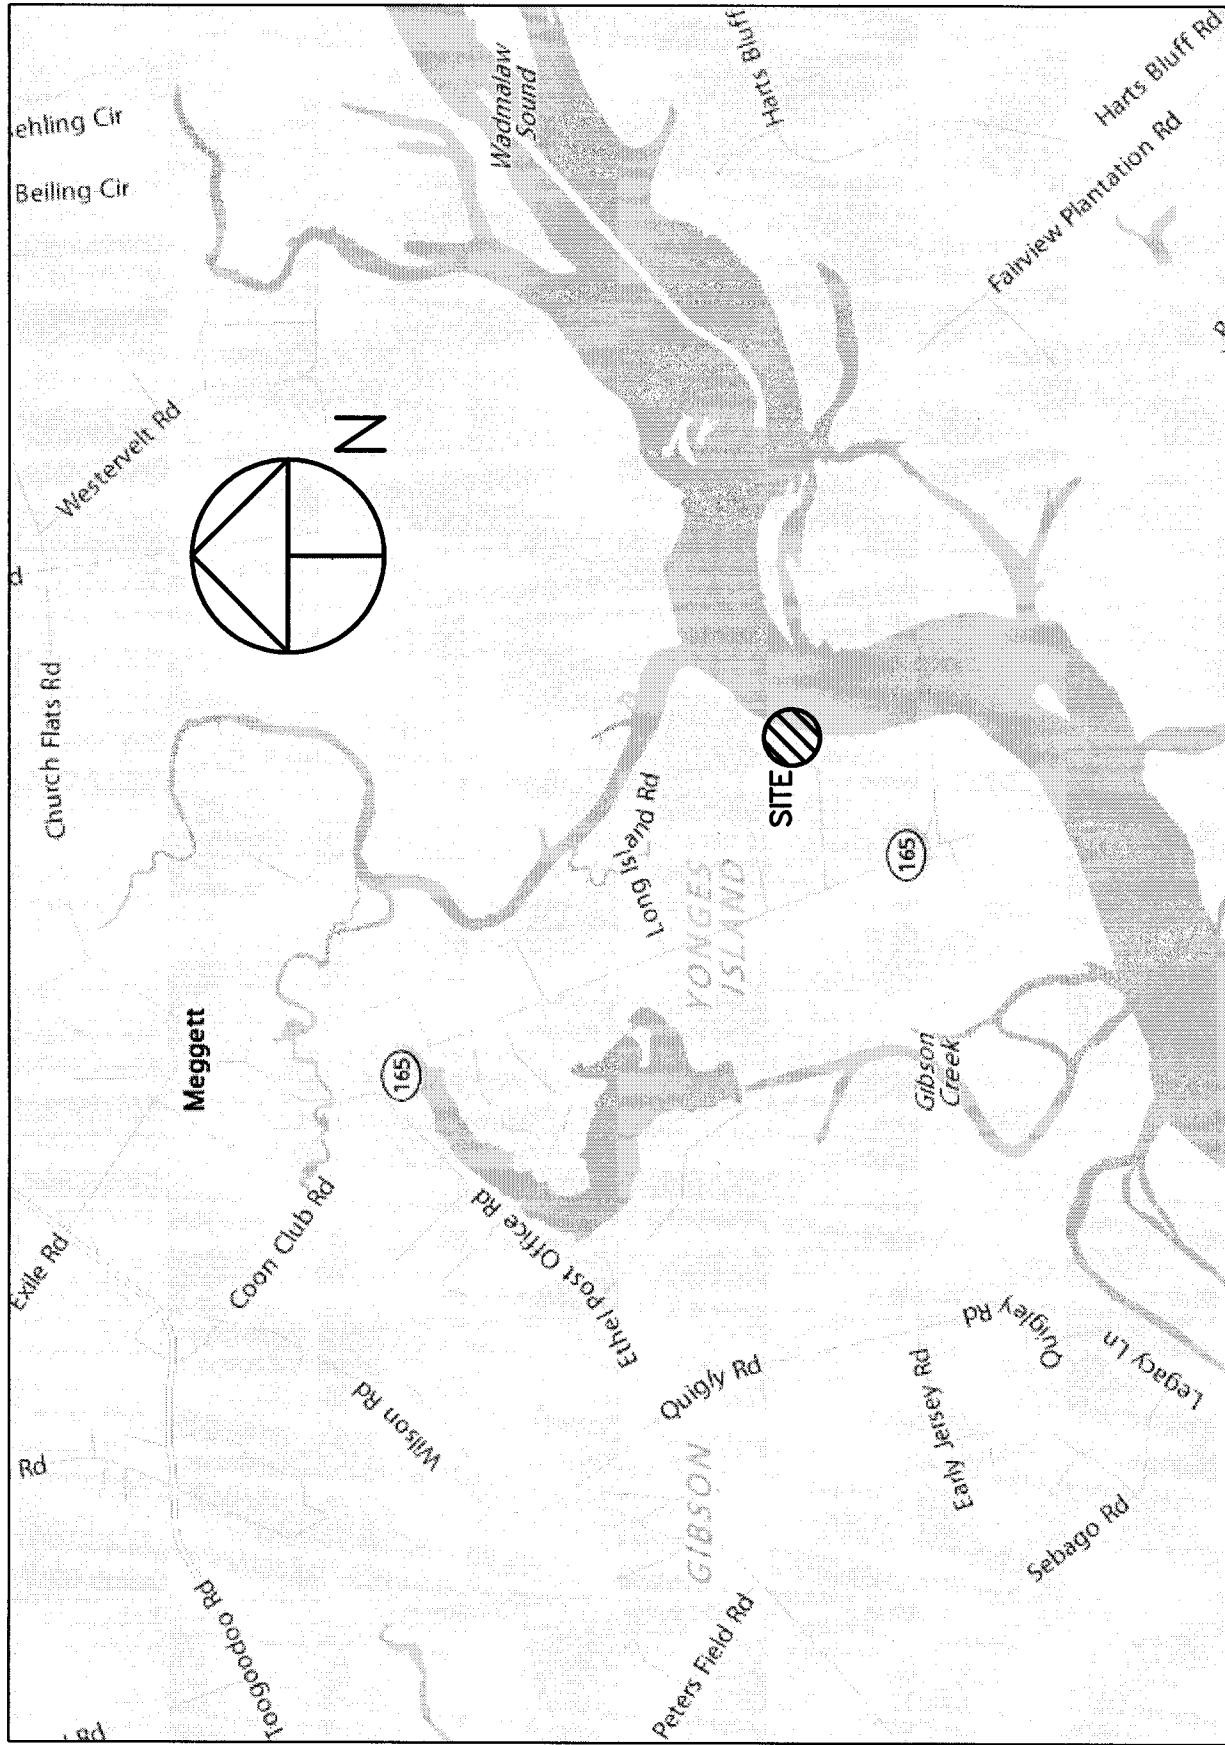 Rd
Rd
Exile Rd
Church Flats Rd
d
Beiling Cir
ehling Cir
Westervelt Rd
Toogoodoo Rd
Meggett
Coon Club Rd
N
Wilson Rd
165
Wadmalaw
Sound
Ethel Post Office Rd
Long Island Rd
YONGES
ISLAND
GIBSON
Quigly Rd
Peters Field Rd
Harts Bluff
SITE
165
Gibson
Creek
Early Jersey Rd
Quigley Rd
Sebago Rd
Fairview Plantation Rd
Legacy Ln
Harts Bluff Rd